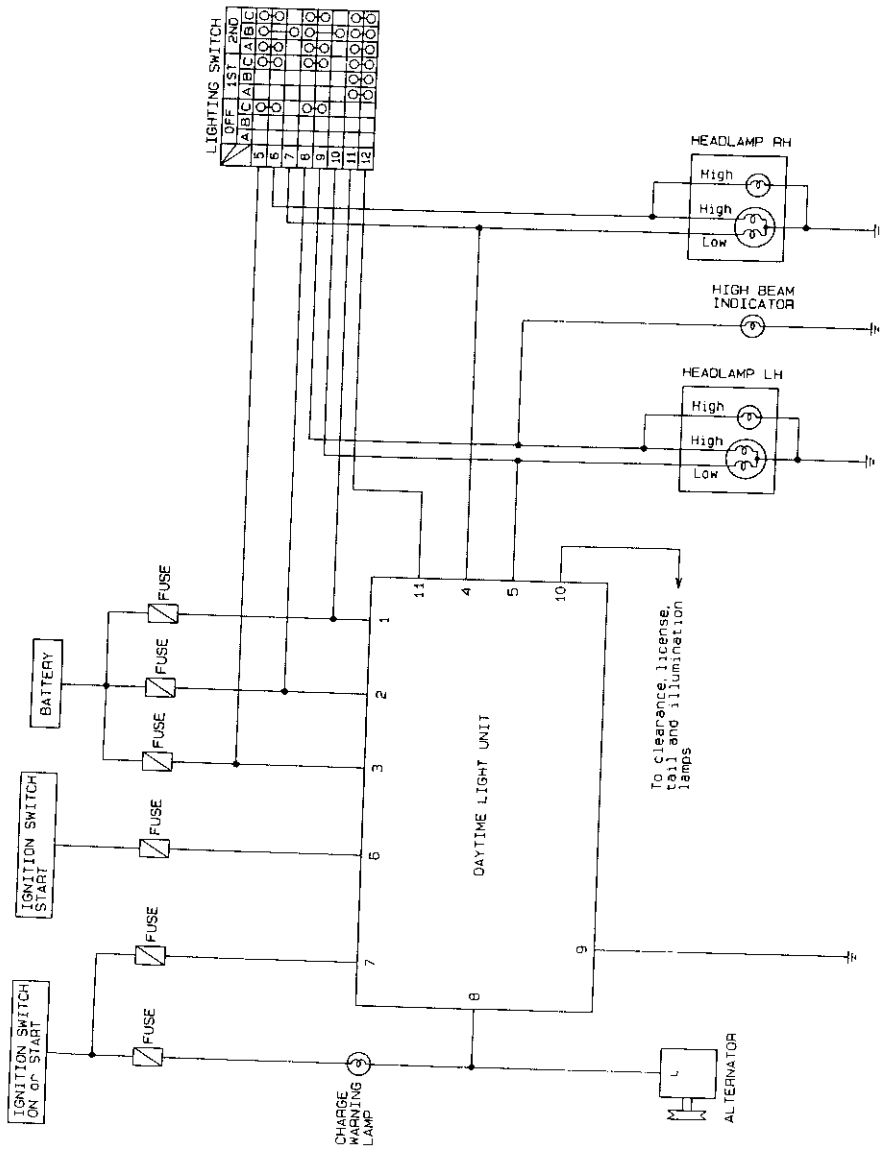 LIGHTING SWITCH
OFF 1ST 2ND
A B C A B C A B C
5
6
7
8
9
10
11
12
HEADLAMP RH
High
High
Low
HIGH BEAM
INDICATOR
HEADLAMP LH
High
High
Low
BATTERY
FUSE
FUSE
FUSE
IGNITION SWITCH
START
FUSE
IGNITION SWITCH
ON or START
FUSE
FUSE
CHARGE
WARNING
LAMP
DAYTIME LIGHT UNIT
1
2
3
6
7
8
9
10
5
4
11
To clearance, license,
tail and illumination
lamps
L
ALTERNATOR